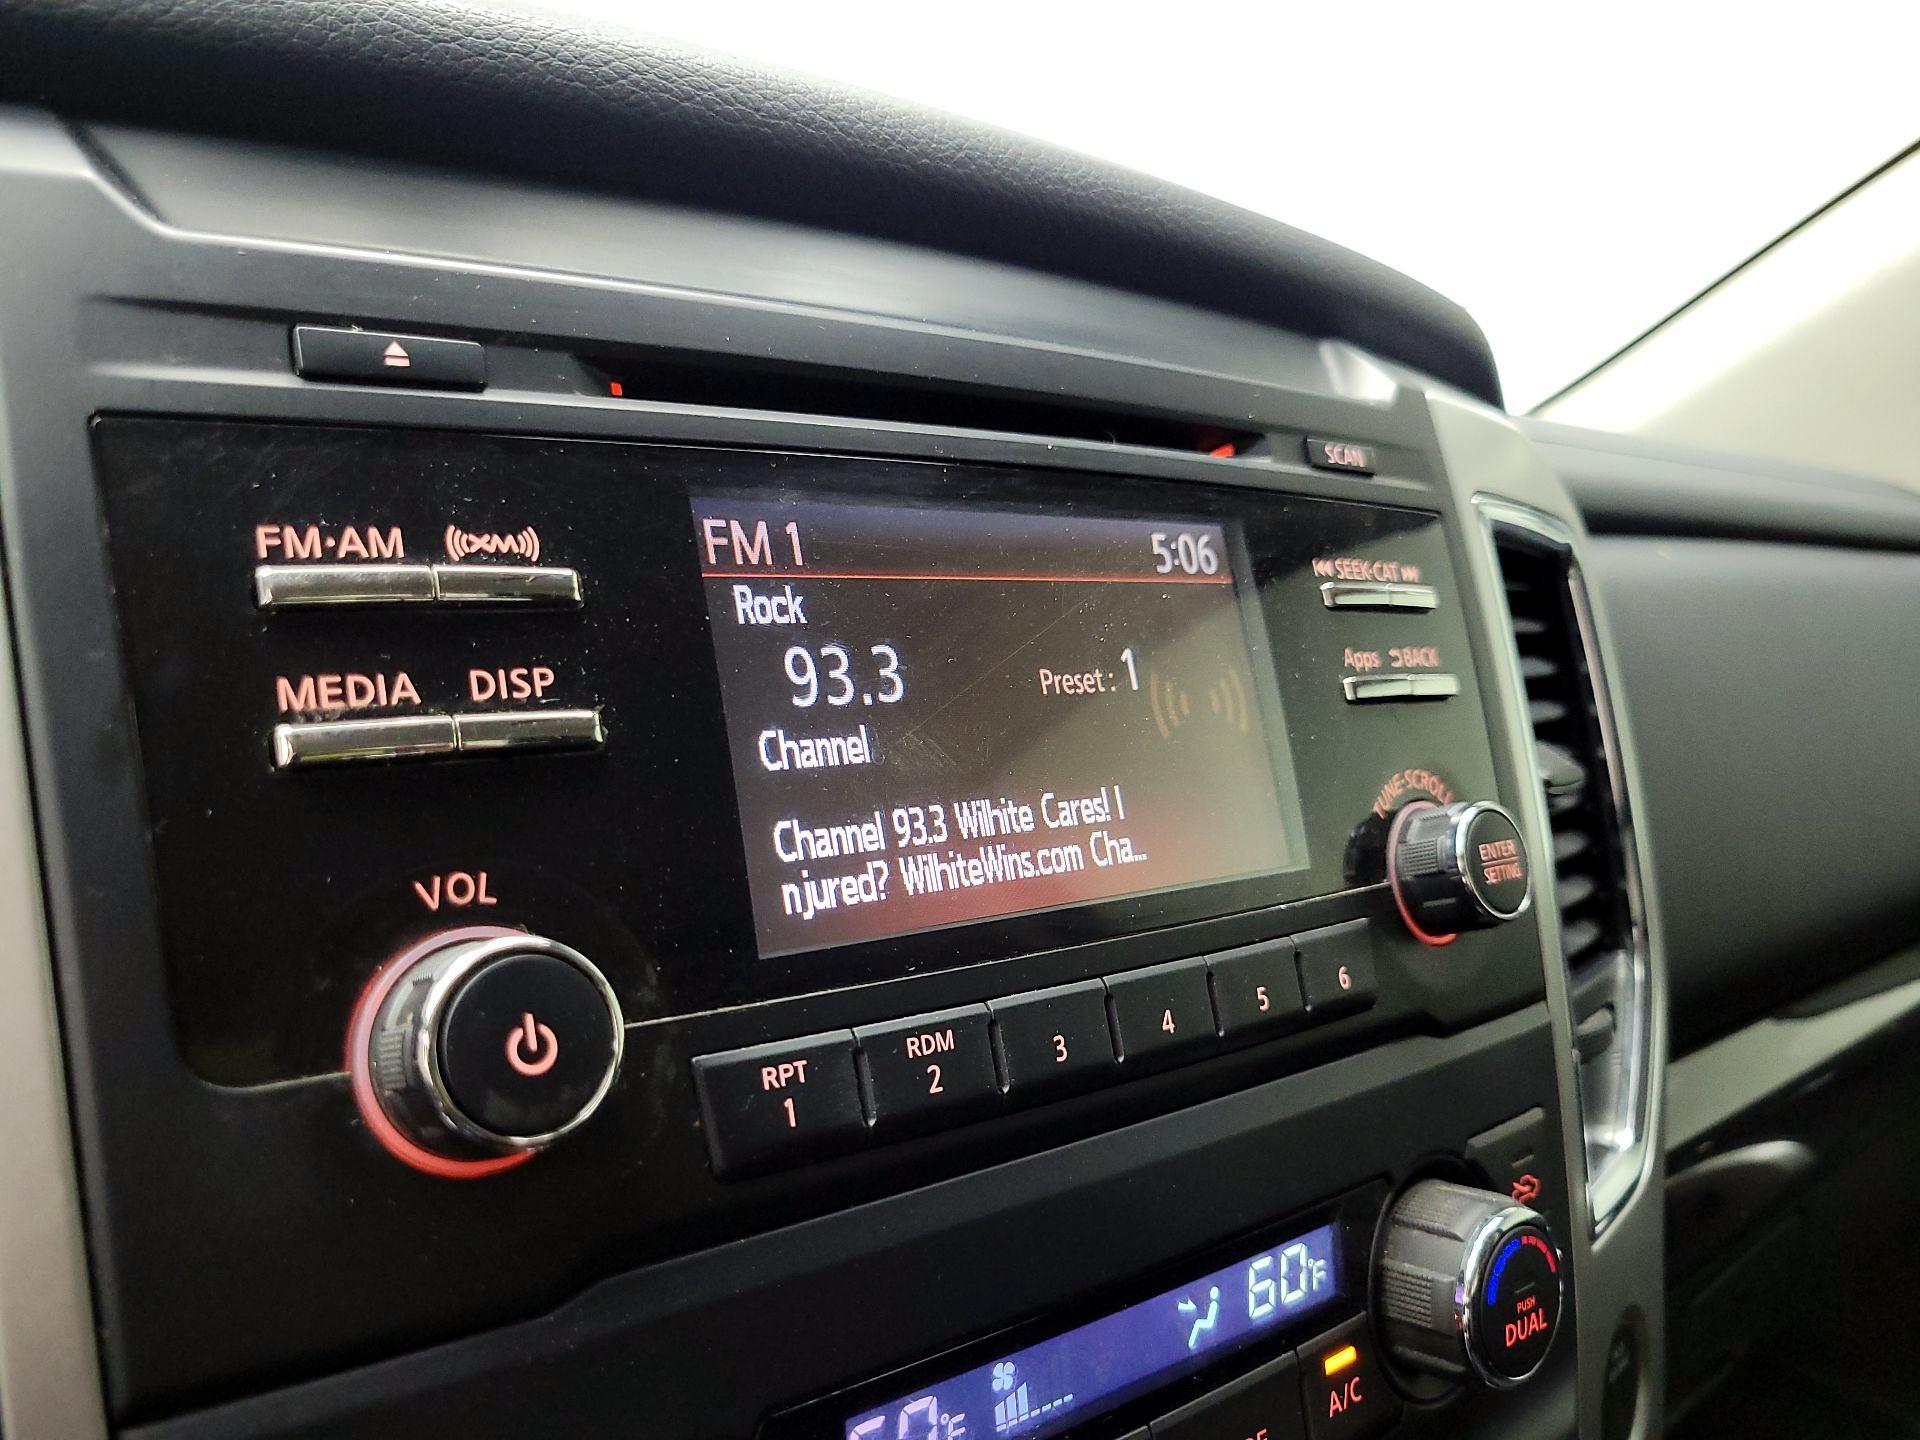 SCAN
FM·AM
XM
FM 1
5:06
SEEK·CAT
Rock
MEDIA
DISP
93.3
Preset : 1
Apps
BACK
Channel
TUNE·SCROLL
Channel 93.3 Wilhite Cares! I
njured? WilhiteWins.com Cha...
ENTER
SETTING
VOL
RPT
1
RDM
2
3
4
5
6
60°F
PUSH
DUAL
A/C